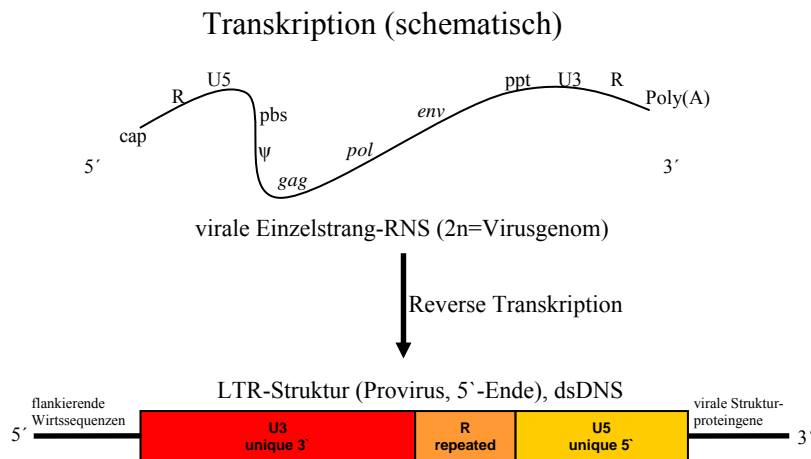 Transkription (schematisch)
cap
R
U5
pbs
ψ
gag
pol
env
ppt
U3
R
Poly(A)
5´
3´
virale Einzelstrang-RNS (2n=Virusgenom)
Reverse Transkription
LTR-Struktur (Provirus, 5`-Ende), dsDNS
flankierende
Wirtssequenzen
virale Struktur-
proteingene
5´
U3
unique 3`
R
repeated
U5
unique 5`
3´